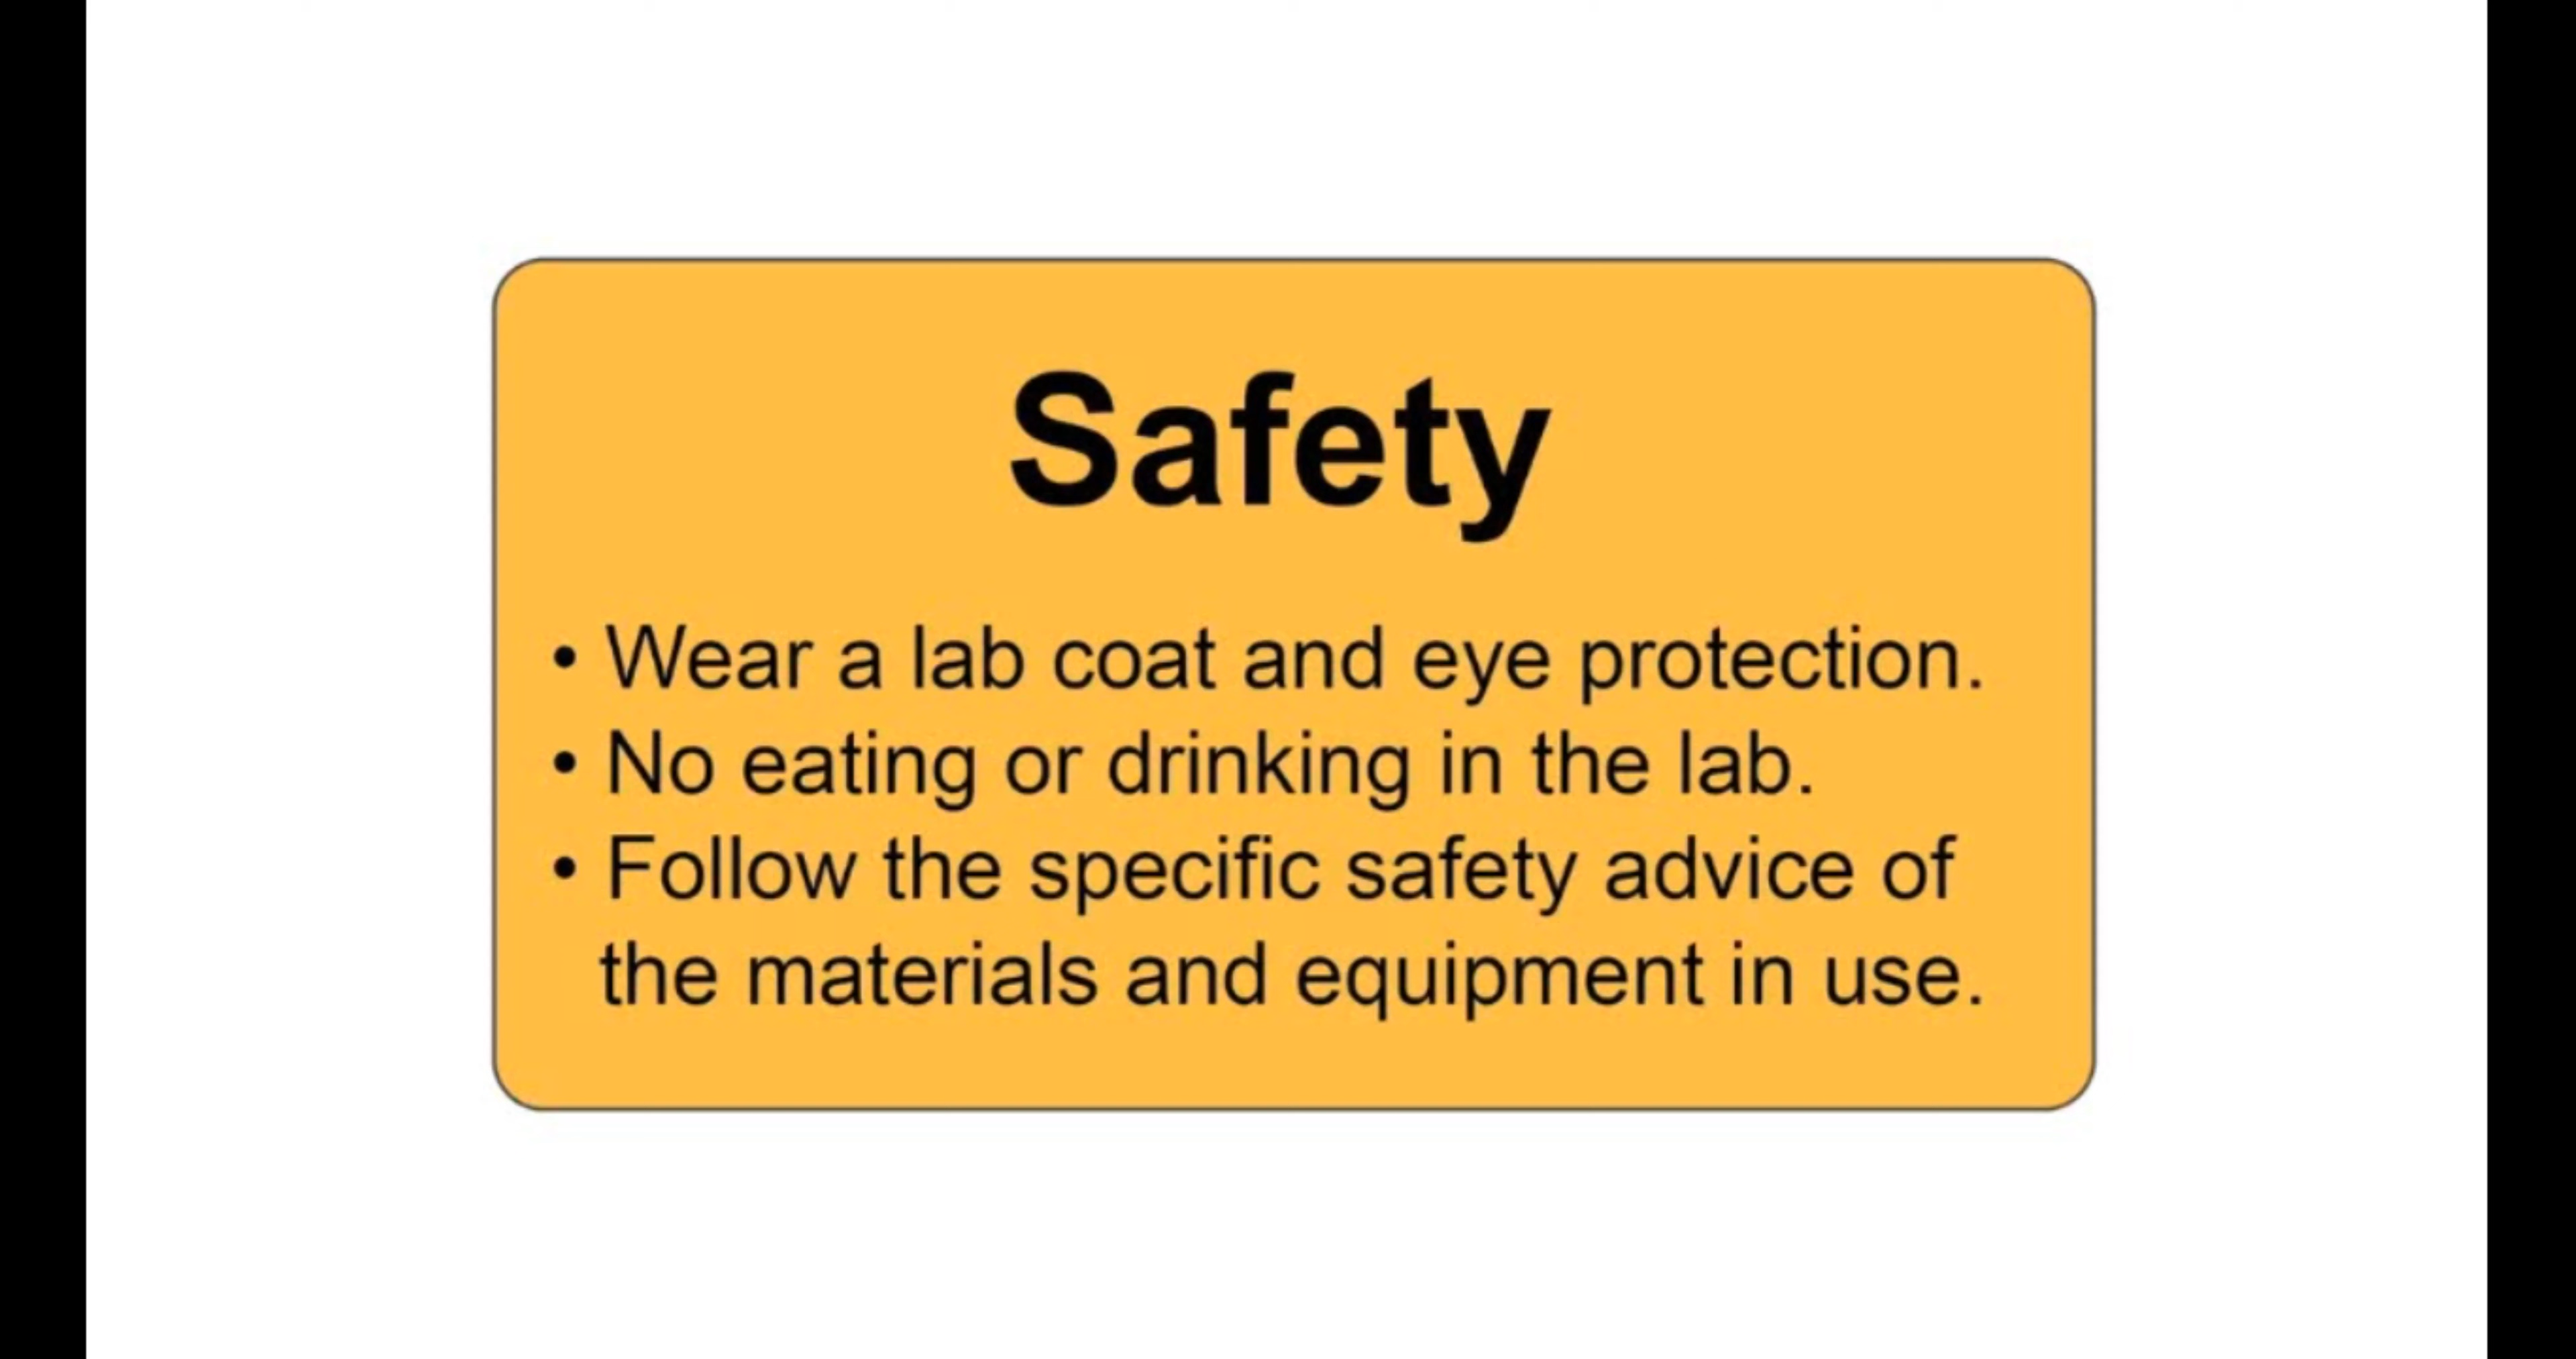 Safety
• Wear a lab coat and eye protection.
• No eating or drinking in the lab.
• Follow the specific safety advice of
the materials and equipment in use.